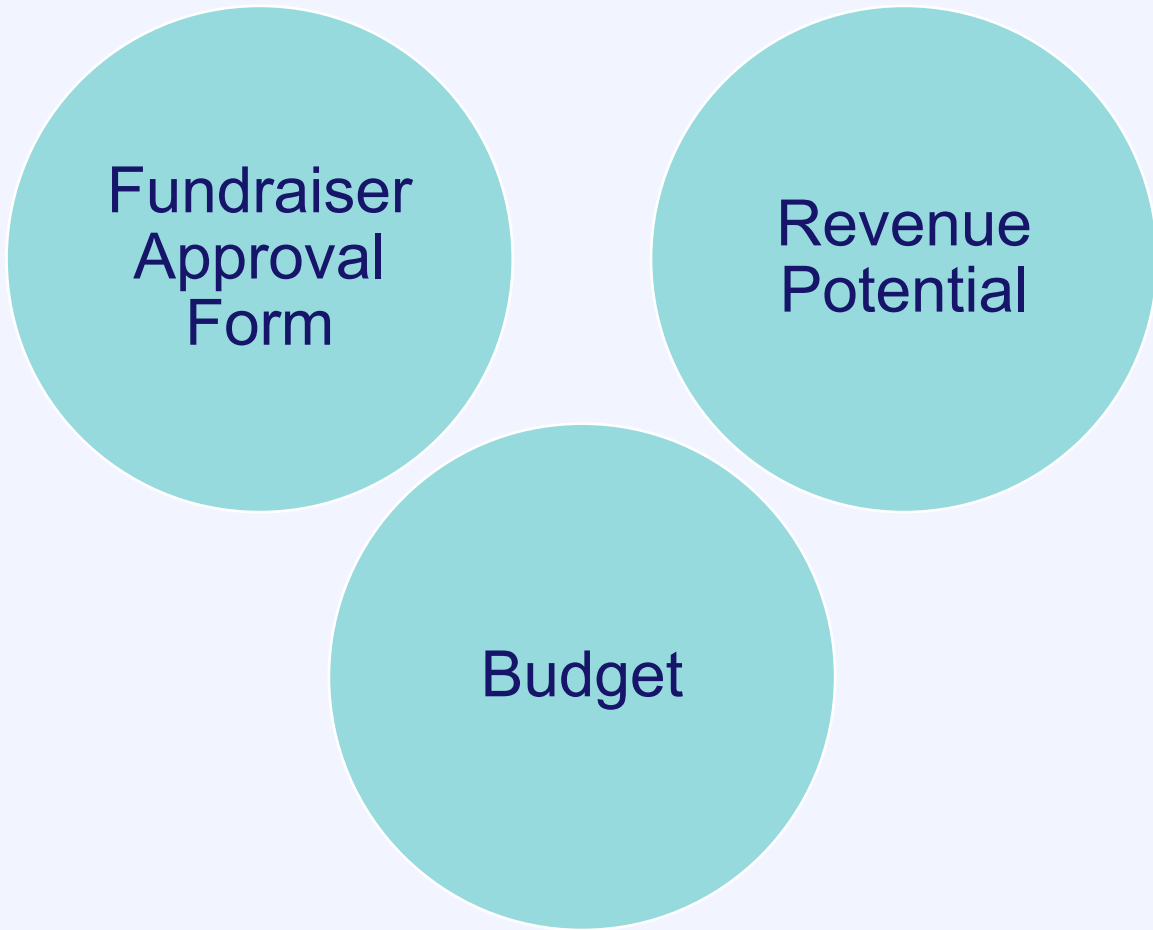 Fundraiser
Approval
Form
Revenue
Potential
Budget